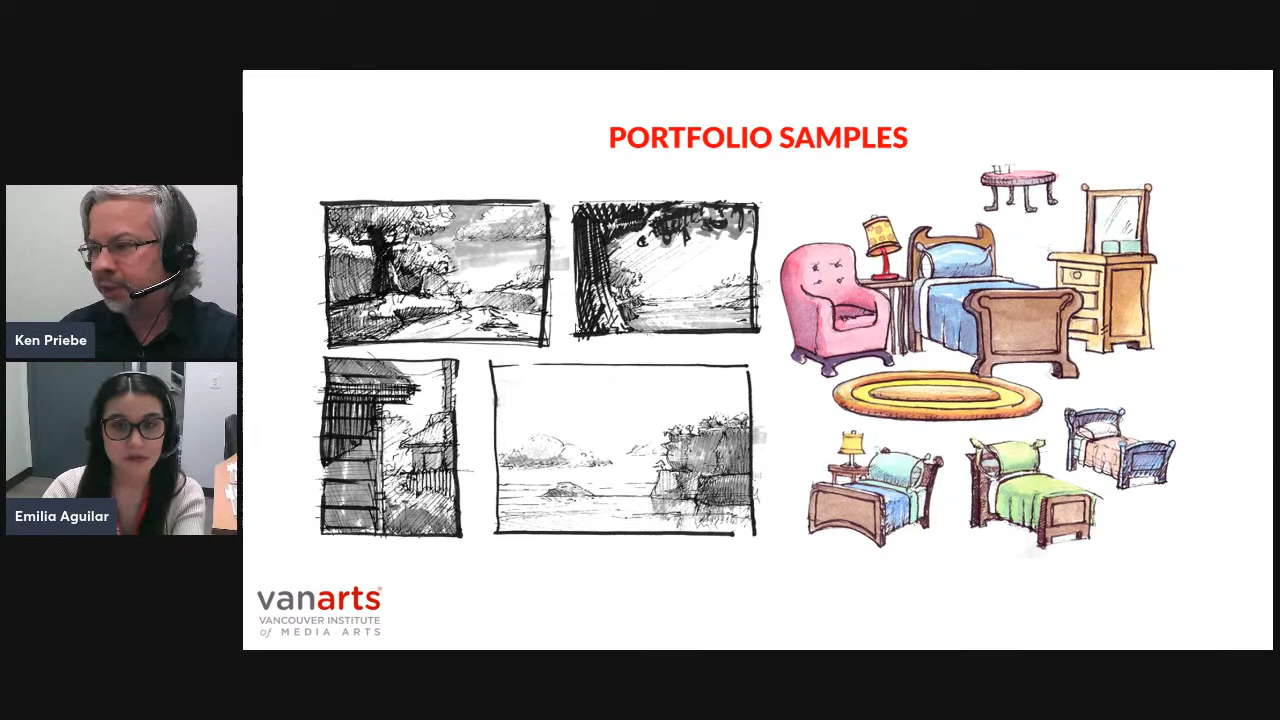 PORTFOLIO SAMPLES
Ken Priebe
Emilia Aguilar
vanarts®
VANCOUVER INSTITUTE
of MEDIA ARTS